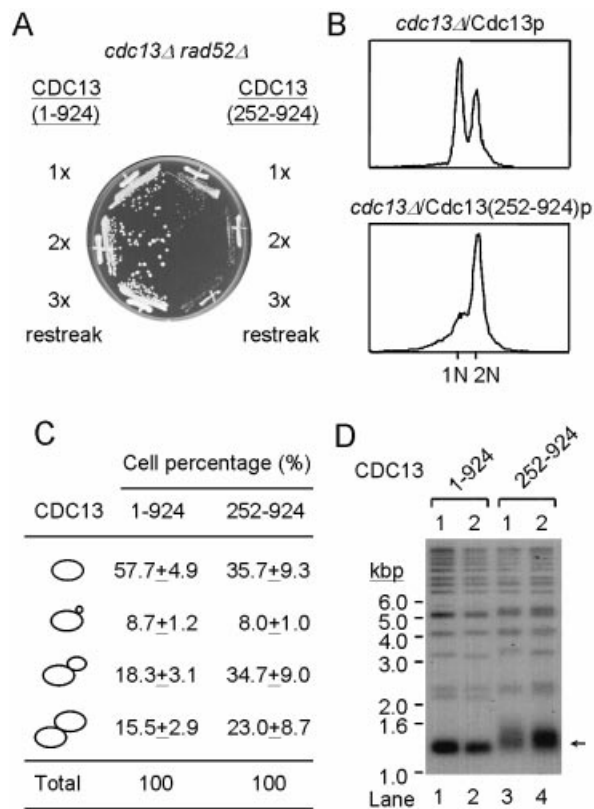 A
cdc13Δ rad52Δ
CDC13 (1-924)
CDC13 (252-924)
1x 1x
2x 2x
3x 3x
restreak restreak
B
cdc13Δ/Cdc13p
cdc13Δ/Cdc13(252-924)p
1N 2N
C
Cell percentage (%)
CDC13 1-924 252-924
57.7±4.9 35.7±9.3
8.7±1.2 8.0±1.0
18.3±3.1 34.7±9.0
15.5±2.9 23.0±8.7
Total 100 100
D
CDC13 1-924 252-924
1 2 1 2
kbp
6.0
5.0
4.0
3.0
2.0
1.6
1.0
Lane 1 2 3 4